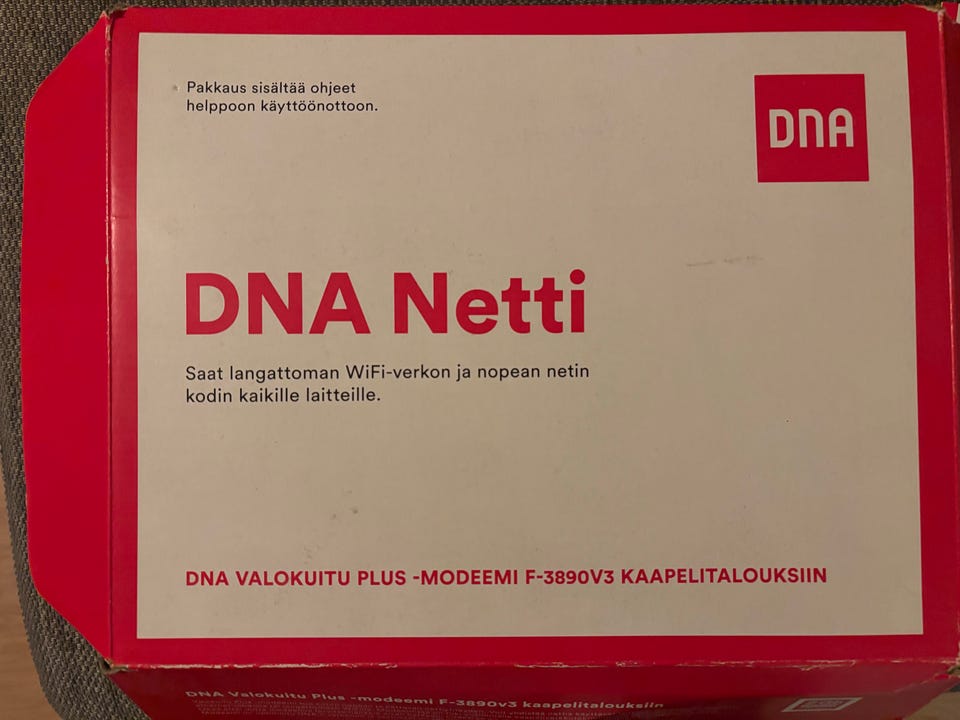 Pakkaus sisältää ohjeet
helppoon käyttöönottoon.
DNA
DNA Netti
Saat langattoman WiFi-verkon ja nopean netin
kodin kaikille laitteille.
DNA VALOKUITU PLUS -MODEEMI F-3890V3 KAAPELITALOUKSIIN
DNA Valokuitu Plus -modeemi F-3890v3 kaapelitalouksiin